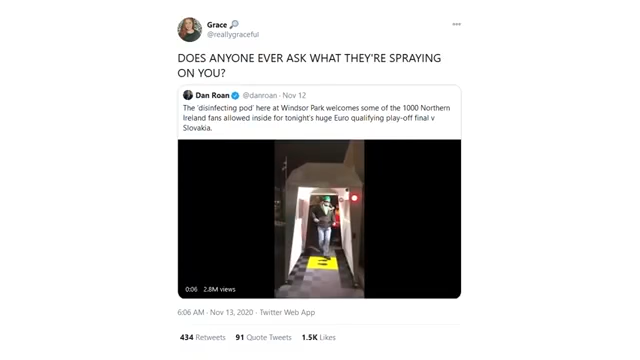 Grace
@reallygraceful
DOES ANYONE EVER ASK WHAT THEY'RE SPRAYING
ON YOU?
Dan Roan @danroan · Nov 12
The 'disinfecting pod' here at Windsor Park welcomes some of the 1000 Northern
Ireland fans allowed inside for tonight's huge Euro qualifying play-off final v
Slovakia.
0:06 2.8M views
6:06 AM · Nov 13, 2020 · Twitter Web App
434 Retweets 91 Quote Tweets 1.5K Likes